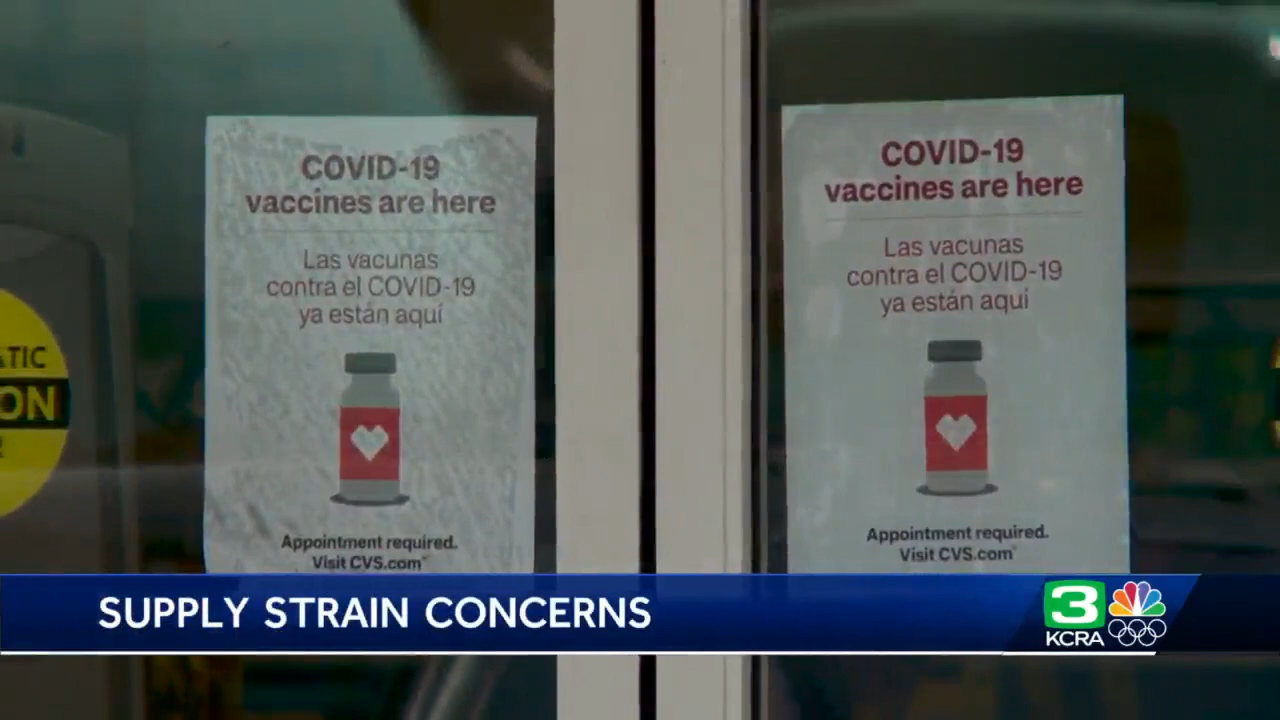 COVID-19
vaccines are here
Las vacunas
contra el COVID-19
ya están aquí
Appointment required.
Visit CVS.com
COVID-19
vaccines are here
Las vacunas
contra el COVID-19
ya están aquí
Appointment required.
Visit CVS.com
SUPPLY STRAIN CONCERNS
3
KCRA